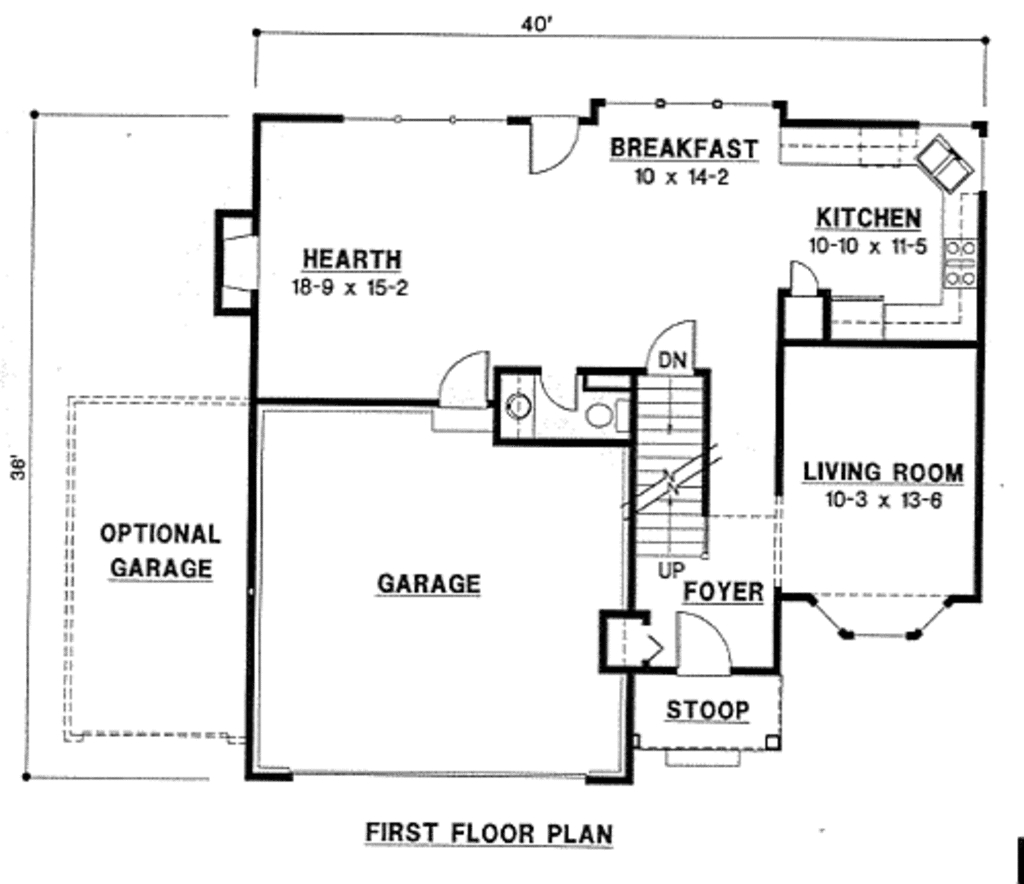 40'
BREAKFAST
10 x 14-2
KITCHEN
10-10 x 11-5
HEARTH
18-9 x 15-2
DN
38'
LIVING ROOM
10-3 x 13-6
OPTIONAL
GARAGE
GARAGE
UP
FOYER
STOOP
FIRST FLOOR PLAN